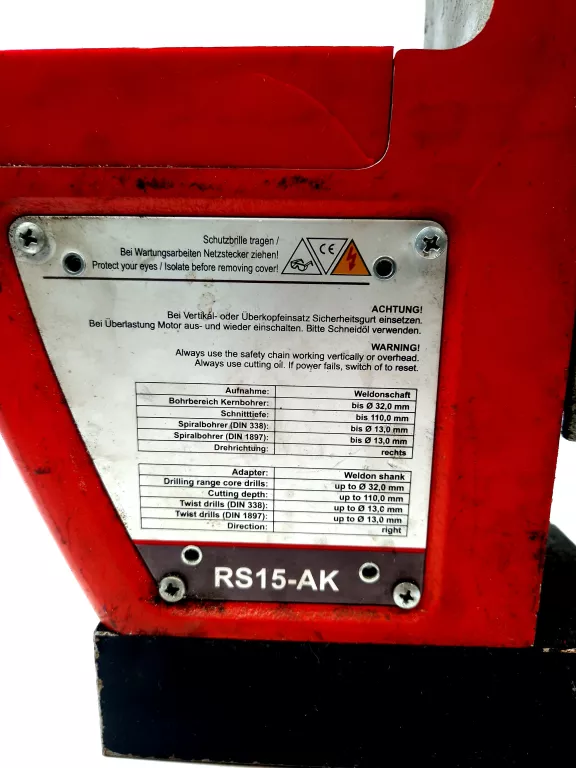 Schutzbrille tragen /
Bei Wartungsarbeiten Netzstecker ziehen!
Protect your eyes / Isolate before removing cover!
CE
ACHTUNG!
Bei Vertikal- oder Überkopfeinsatz Sicherheitsgurt einsetzen.
Bei Überlastung Motor aus- und wieder einschalten. Bitte Schneidöl verwenden.
WARNING!
Always use the safety chain working vertically or overhead.
Always use cutting oil. If power fails, switch of to reset.
Aufnahme: Weldonschaft
Bohrbereich Kernbohrer: bis Ø 32,0 mm
Schnitttiefe: bis 110,0 mm
Spiralbohrer (DIN 338): bis Ø 13,0 mm
Spiralbohrer (DIN 1897): bis Ø 13,0 mm
Drehrichtung: rechts
Adapter: Weldon shank
Drilling range core drills: up to Ø 32,0 mm
Cutting depth: up to 110,0 mm
Twist drills (DIN 338): up to Ø 13,0 mm
Twist drills (DIN 1897): up to Ø 13,0 mm
Direction: right
RS15-AK